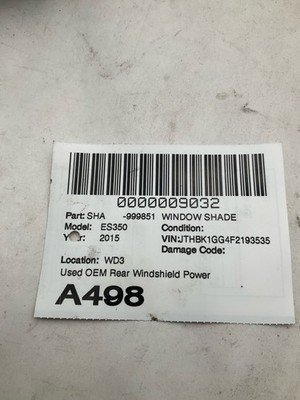 0000009032
Part: SHA -999851 WINDOW SHADE
Model: ES350 Condition:
Year: 2015 VIN:JTHBK1GG4F2193535
Damage Code:
Location: WD3
Used OEM Rear Windshield Power
A498